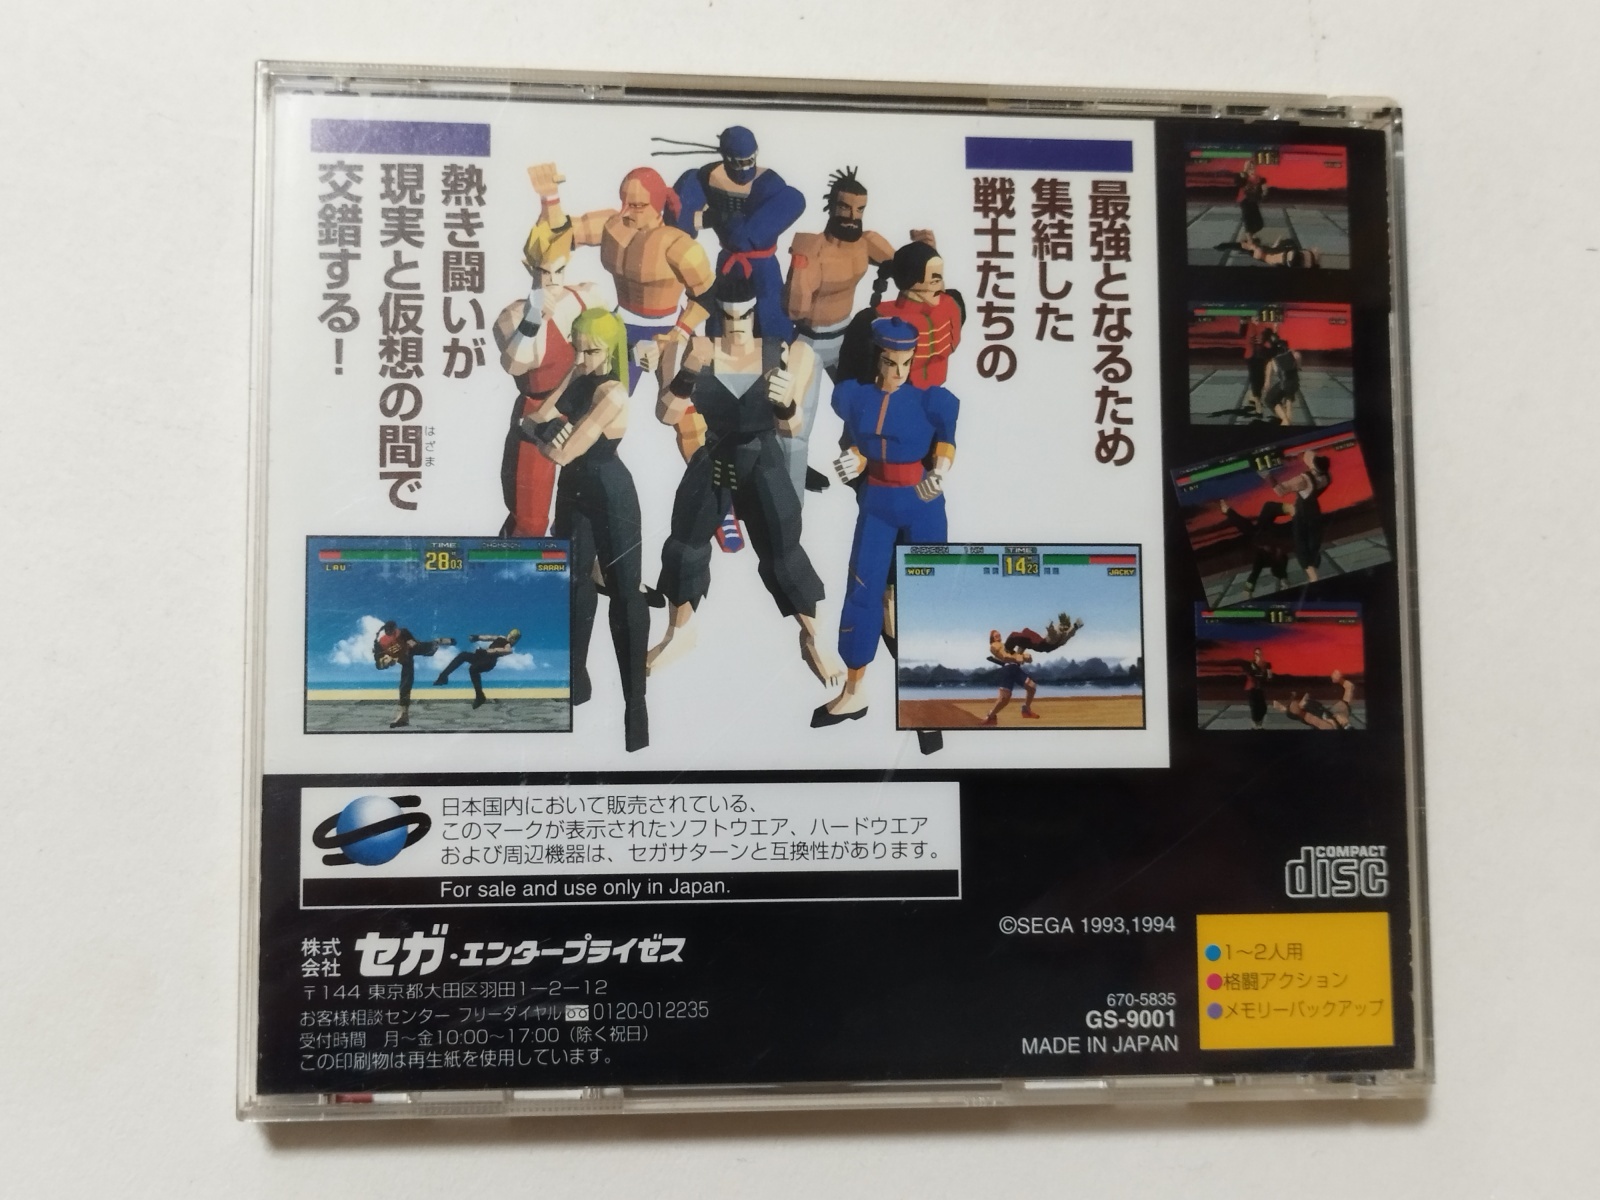 最強となるため
集結した
戦士たちの
熱き闘いが
現実と仮想の間で
はざま
交錯する!
TIME
28 03
LAU
SARAH
TIME
14 23
WOLF
JACKY
11
11
11
11
日本国内において販売されている、
このマークが表示されたソフトウエア、ハードウエア
および周辺機器は、セガサターンと互換性があります。
For sale and use only in Japan.
株式会社 セガ・エンタープライゼス
〒144 東京都大田区羽田1-2-12
お客様相談センター フリーダイヤル 0120-012235
受付時間 月〜金10:00〜17:00(除く祝日)
この印刷物は再生紙を使用しています。
©SEGA 1993,1994
670-5835
GS-9001
MADE IN JAPAN
COMPACT
disc
●1〜2人用
●格闘アクション
●メモリーバックアップ